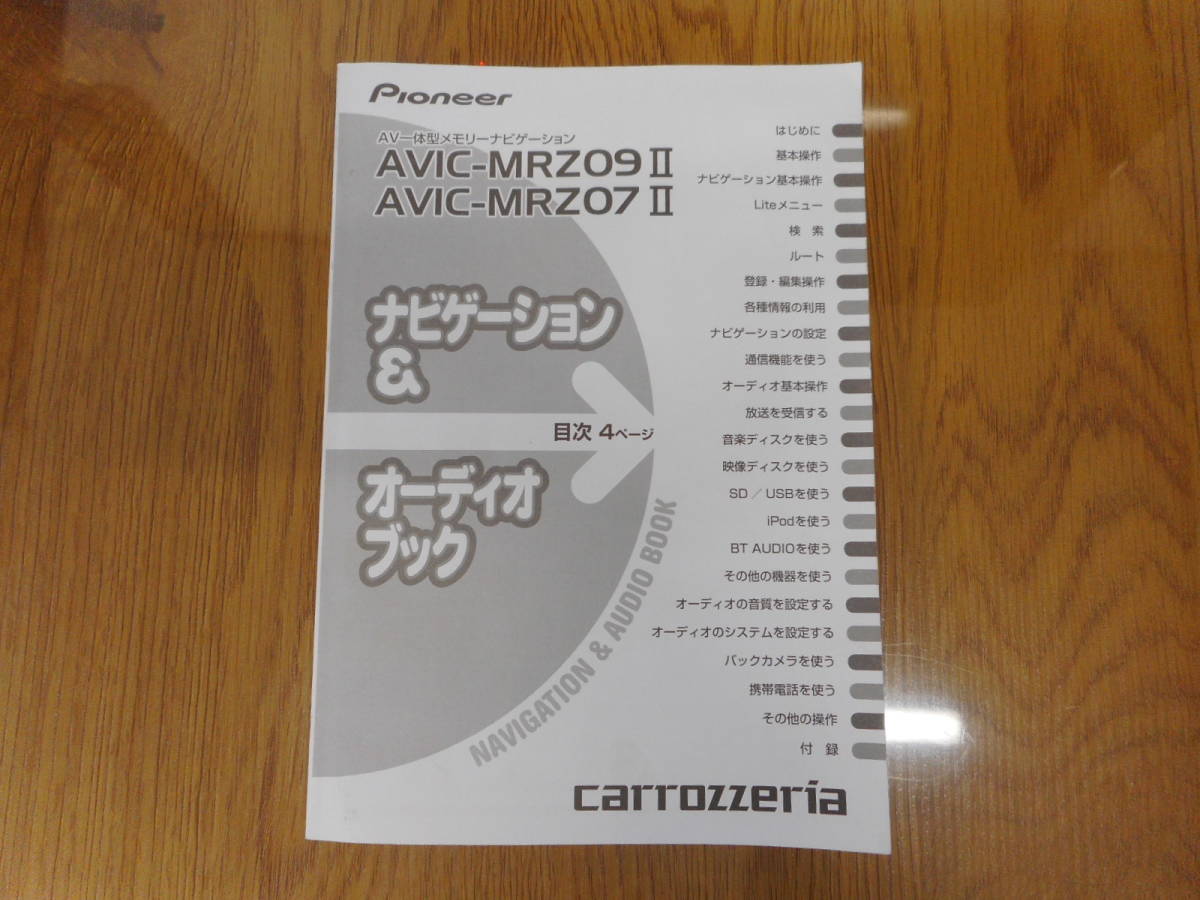 Pioneer
AV一体型メモリーナビゲーション
AVIC-MRZ09Ⅱ
AVIC-MRZ07Ⅱ
ナビゲーション
&
目次 4ページ
オーディオ
ブック
NAVIGATION & AUDIO BOOK
はじめに
基本操作
ナビゲーション基本操作
Liteメニュー
検 索
ルート
登録・編集操作
各種情報の利用
ナビゲーションの設定
通信機能を使う
オーディオ基本操作
放送を受信する
音楽ディスクを使う
映像ディスクを使う
SD／USBを使う
iPodを使う
BT AUDIOを使う
その他の機器を使う
オーディオの音質を設定する
オーディオのシステムを設定する
バックカメラを使う
携帯電話を使う
その他の操作
付 録
carrozzeria